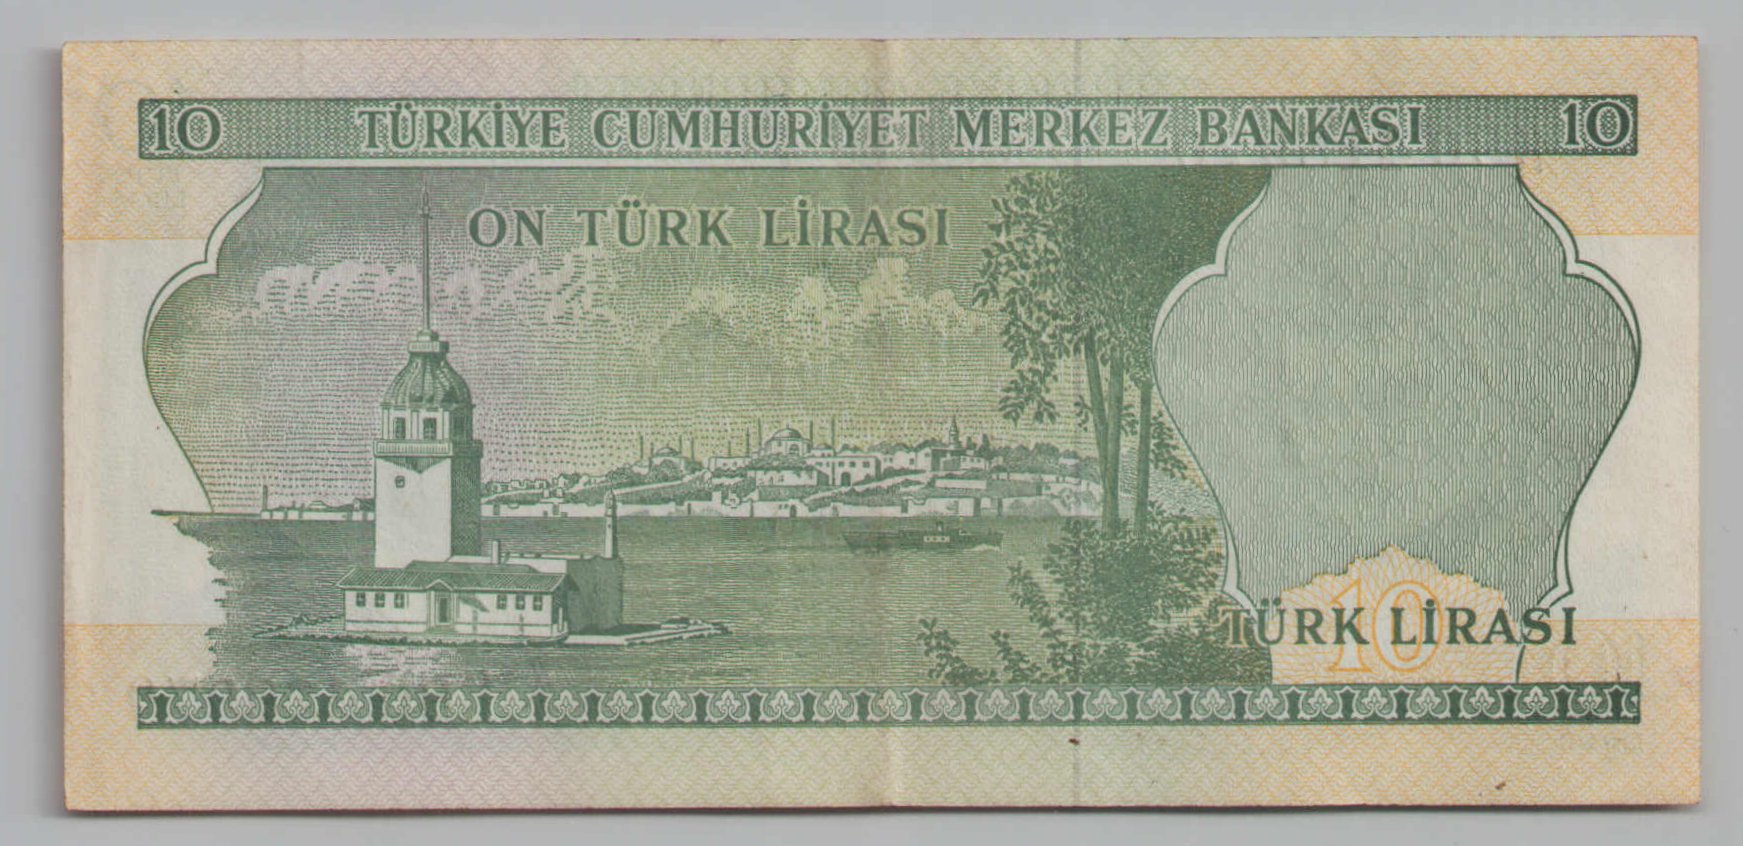 10 TÜRKİYE CUMHURİYET MERKEZ BANKASI 10
ON TÜRK LİRASI
10
TÜRK LİRASI